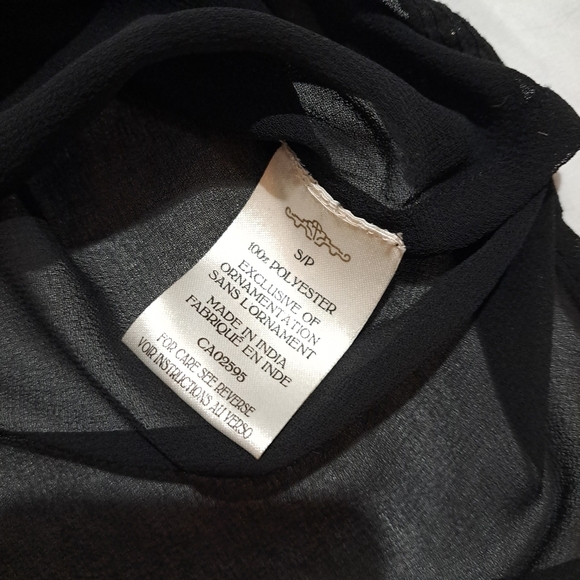 S/P
100% POLYESTER
EXCLUSIVE OF
ORNAMENTATION
SANS L'ORNAMENT
MADE IN INDIA
FABRIQUÉ EN INDE
CA02595
FOR CARE SEE REVERSE
VOIR INSTRUCTIONS AU VERSO